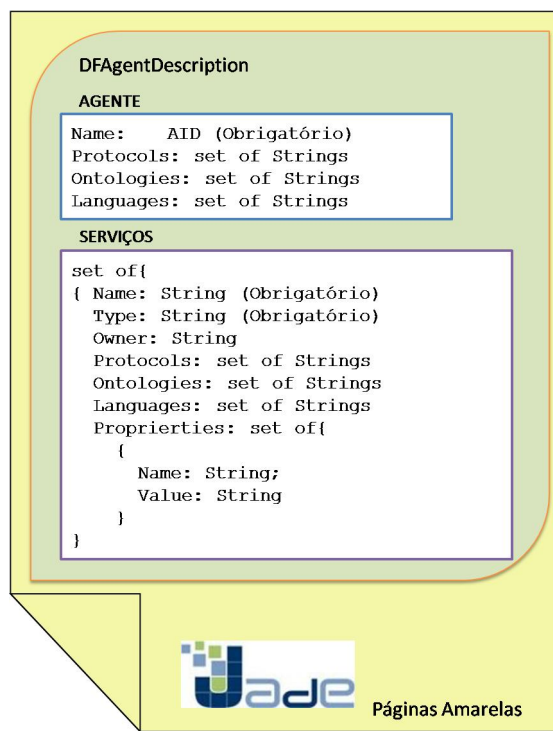 DFAgentDescription
AGENTE
Name: AID (Obrigatório)
Protocols: set of Strings
Ontologies: set of Strings
Languages: set of Strings
SERVIÇOS
set of{
{ Name: String (Obrigatório)
Type: String (Obrigatório)
Owner: String
Protocols: set of Strings
Ontologies: set of Strings
Languages: set of Strings
Proprierties: set of{
{
Name: String;
Value: String
}
}
Jade
Páginas Amarelas